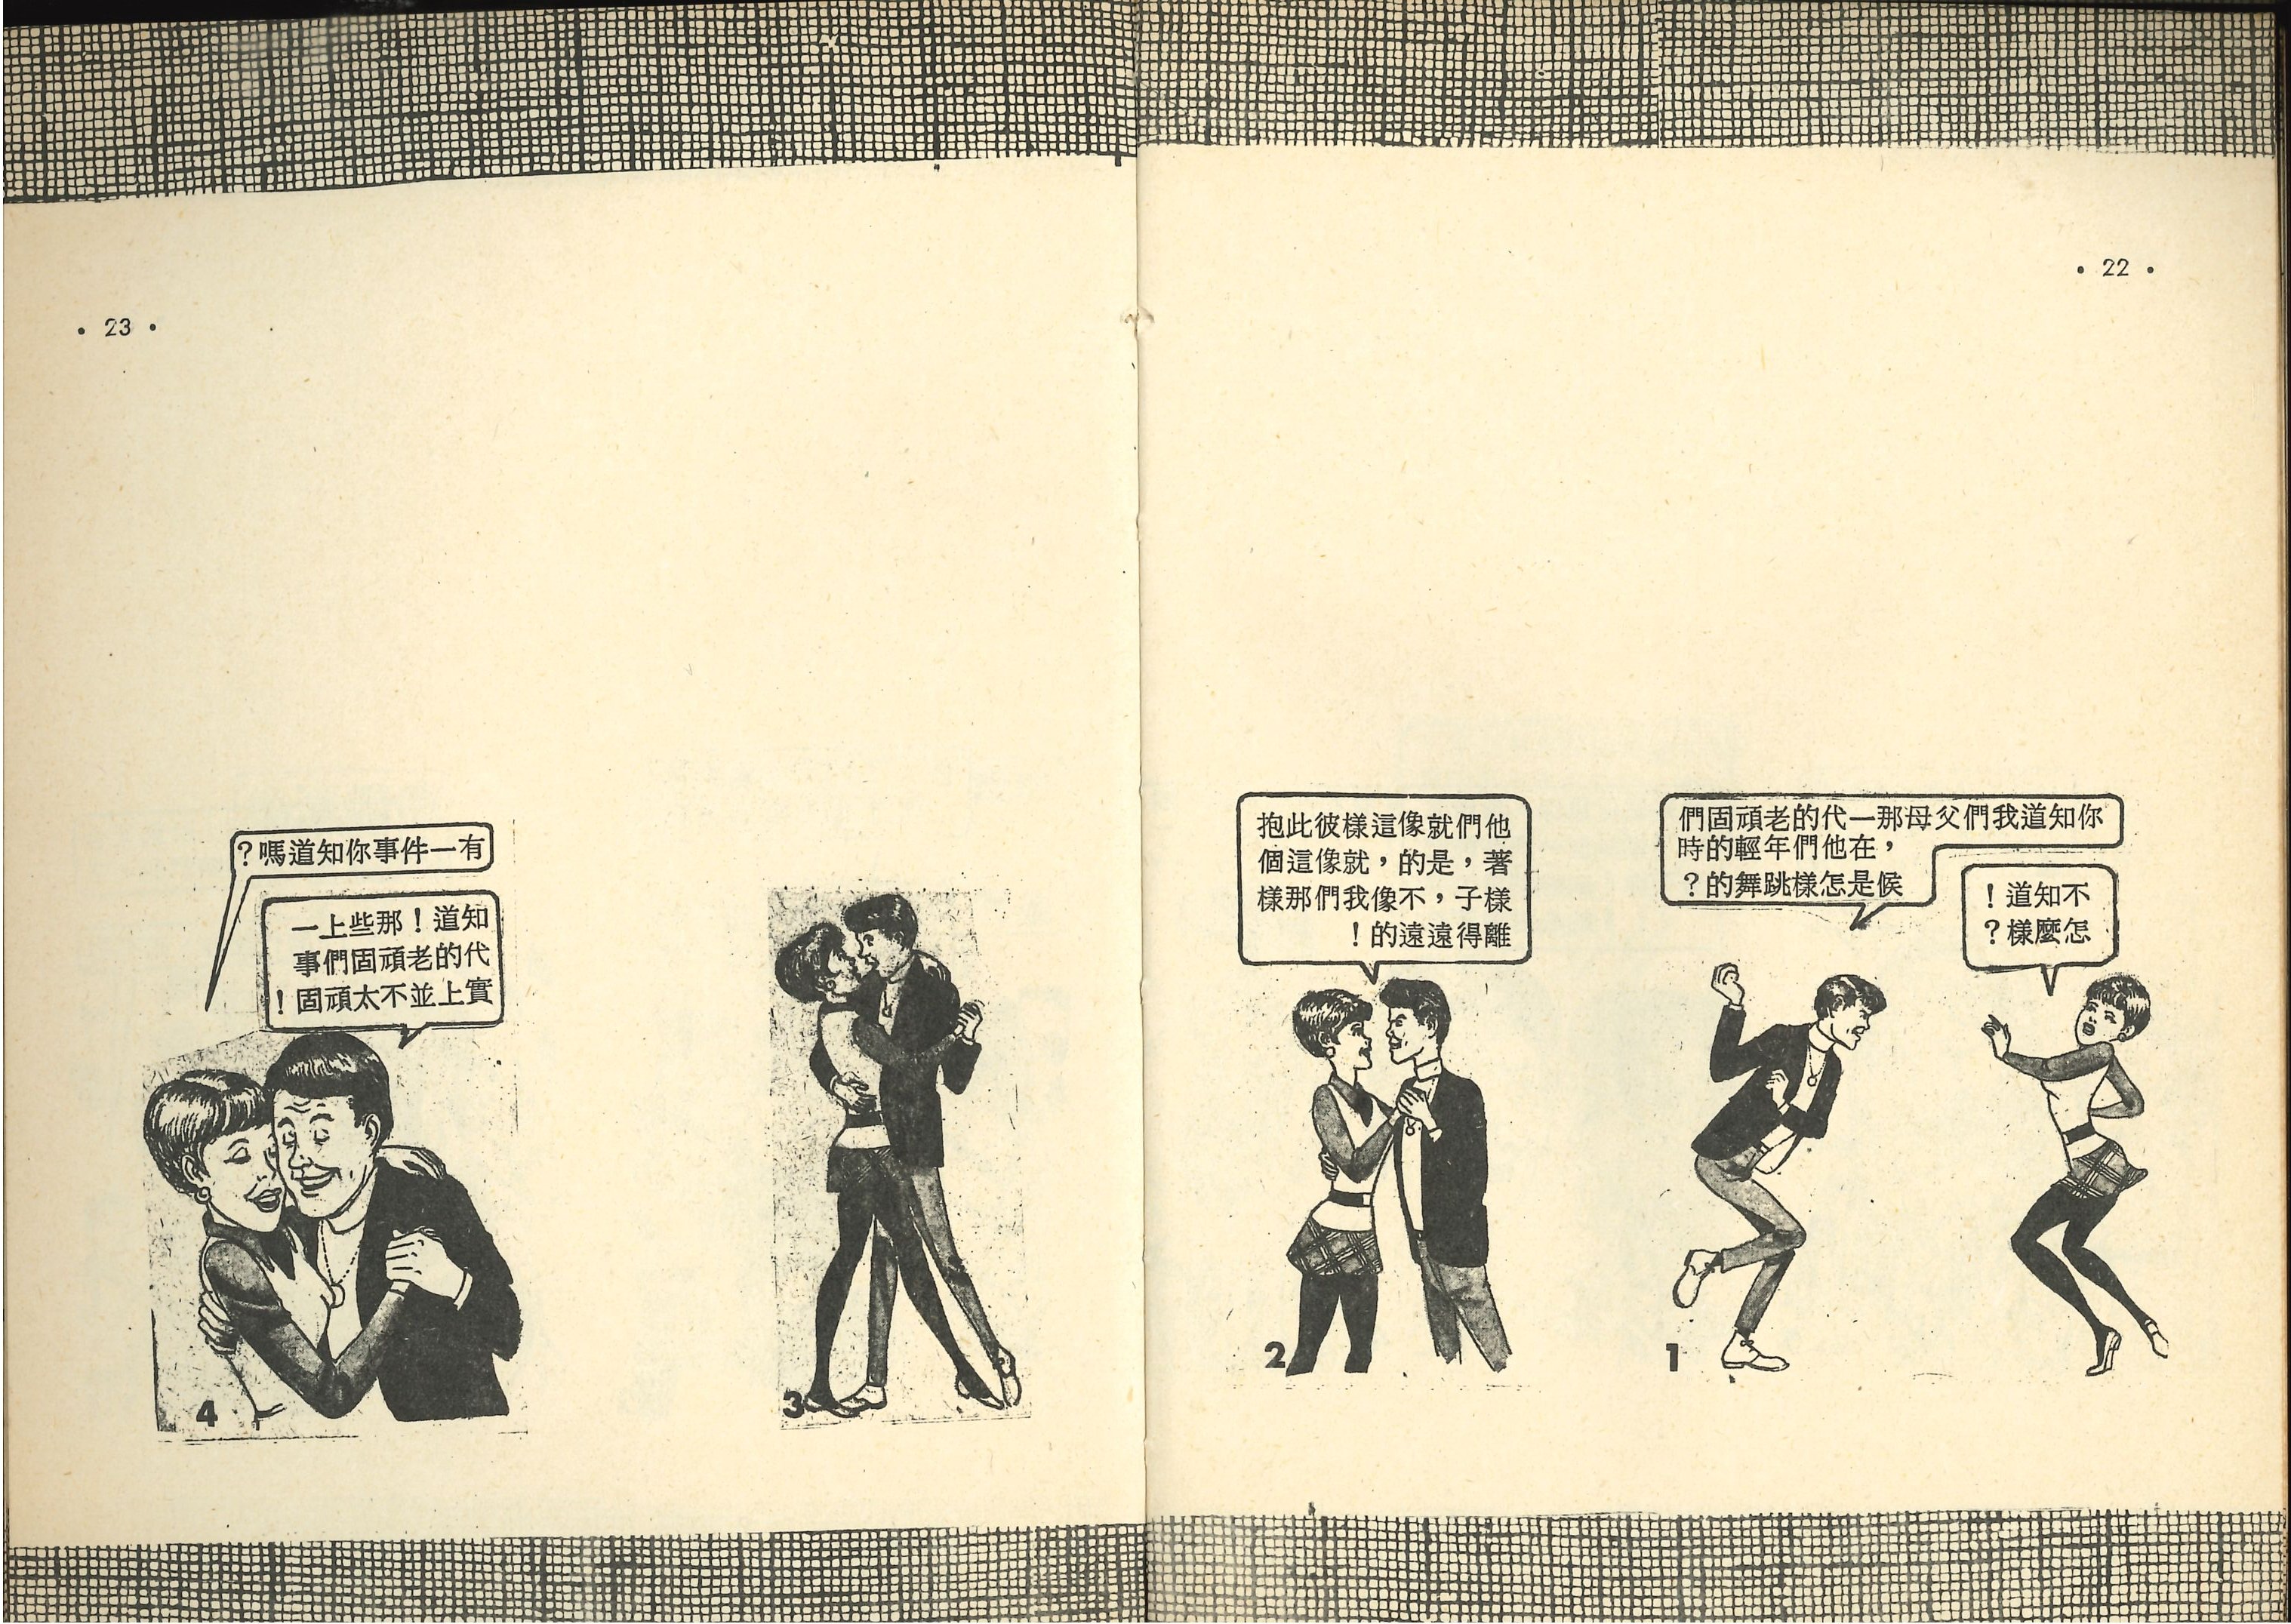 • 22 •
你知道我們父母那一代的老頑固們
，在他們年輕的時
候是怎樣跳舞的？
不知道！
怎麼樣？
1
他們就像這樣彼此抱
著，是的，就像這個
樣子，不像我們那樣
離得遠遠的！
2
• 23 •
3
有一件事你知道嗎？
知道！那些上一
代的老頑固們事
實上並不太頑固！
4